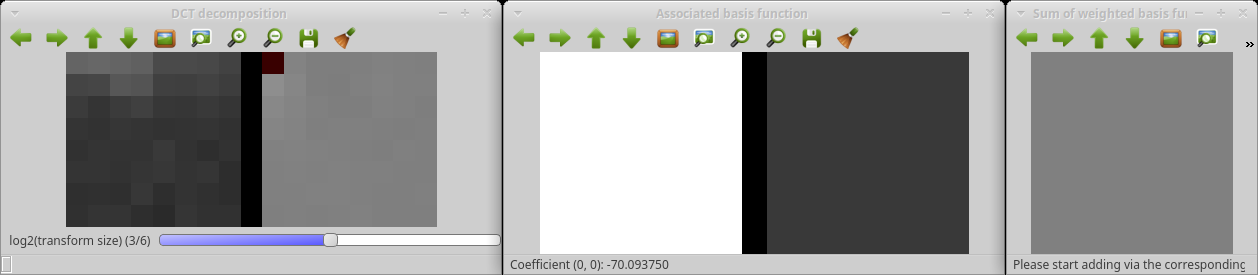 DCT decomposition
Associated basis function
Sum of weighted basis fu
»
log2(transform size) (3/6)
Coefficient (0, 0): -70.093750
Please start adding via the corresponding